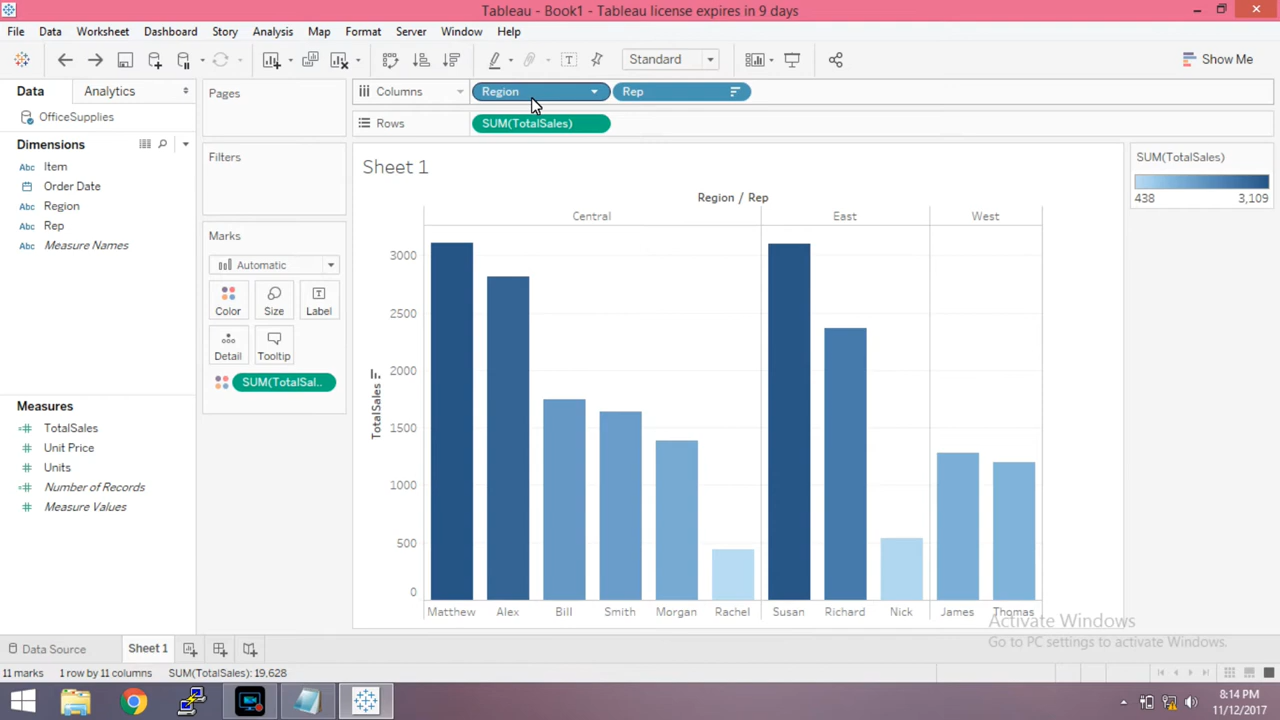 Tableau - Book1 - Tableau license expires in 9 days
File Data Worksheet Dashboard Story Analysis Map Format Server Window Help
Standard
Show Me
Data Analytics
Pages
Columns Region Rep
OfficeSupplies
Rows SUM(TotalSales)
Dimensions
Abc Item
Order Date
Abc Region
Abc Rep
Abc Measure Names
Filters
Marks
Automatic
Color Size Label
Detail Tooltip
SUM(TotalSal..
Measures
TotalSales
Unit Price
Units
Number of Records
Measure Values
Sheet 1
Region / Rep
Central East West
TotalSales
3000
2500
2000
1500
1000
500
0
Matthew Alex Bill Smith Morgan Rachel Susan Richard Nick James Thomas
SUM(TotalSales)
438 3,109
Activate Windows
Go to PC settings to activate Windows.
Data Source Sheet 1
11 marks 1 row by 11 columns SUM(TotalSales): 19,628
8:14 PM
11/12/2017